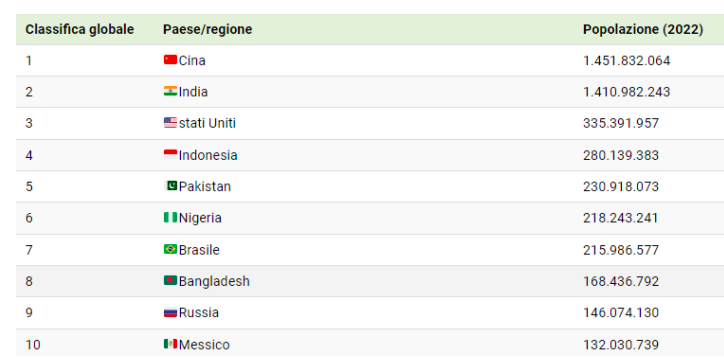 Classifica globale Paese/regione Popolazione (2022)
1 Cina 1.451.832.064
2 India 1.410.982.243
3 stati Uniti 335.391.957
4 Indonesia 280.139.383
5 Pakistan 230.918.073
6 Nigeria 218.243.241
7 Brasile 215.986.577
8 Bangladesh 168.436.792
9 Russia 146.074.130
10 Messico 132.030.739